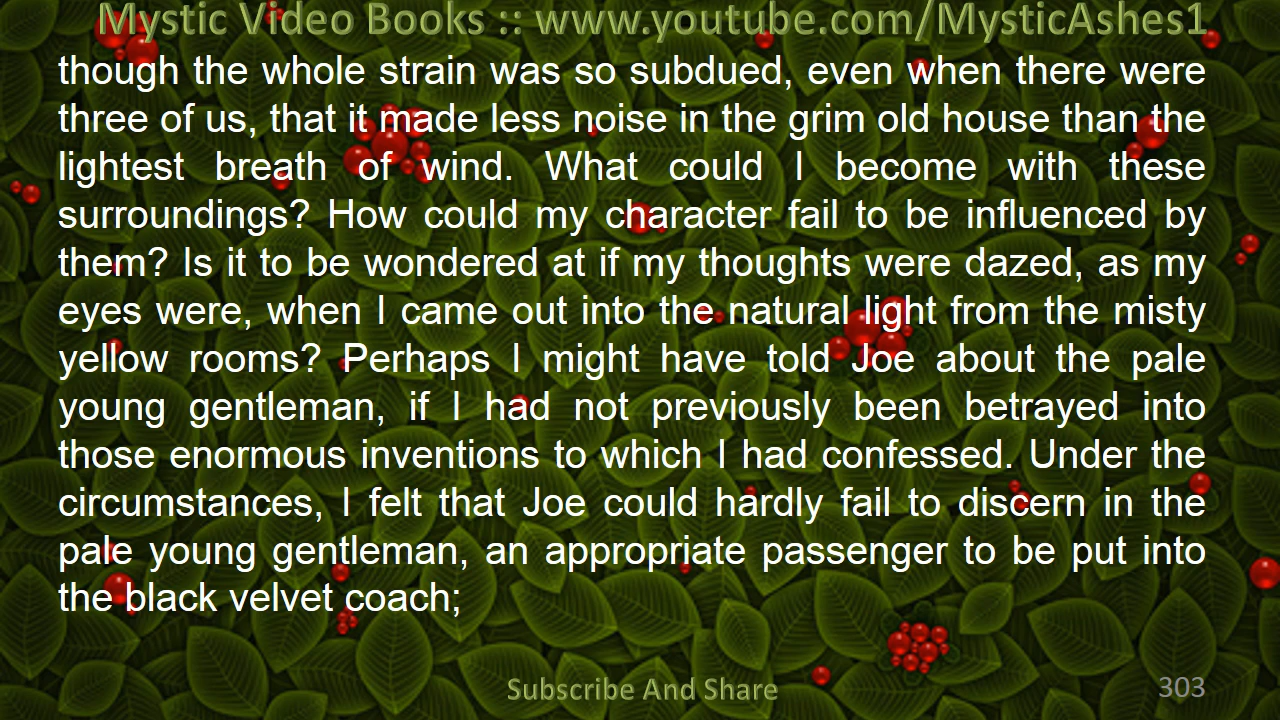 Mystic Video Books :: www.youtube.com/MysticAshes1
though the whole strain was so subdued, even when there were
three of us, that it made less noise in the grim old house than the
lightest breath of wind. What could I become with these
surroundings? How could my character fail to be influenced by
them? Is it to be wondered at if my thoughts were dazed, as my
eyes were, when I came out into the natural light from the misty
yellow rooms? Perhaps I might have told Joe about the pale
young gentleman, if I had not previously been betrayed into
those enormous inventions to which I had confessed. Under the
circumstances, I felt that Joe could hardly fail to discern in the
pale young gentleman, an appropriate passenger to be put into
the black velvet coach;
Subscribe And Share
303